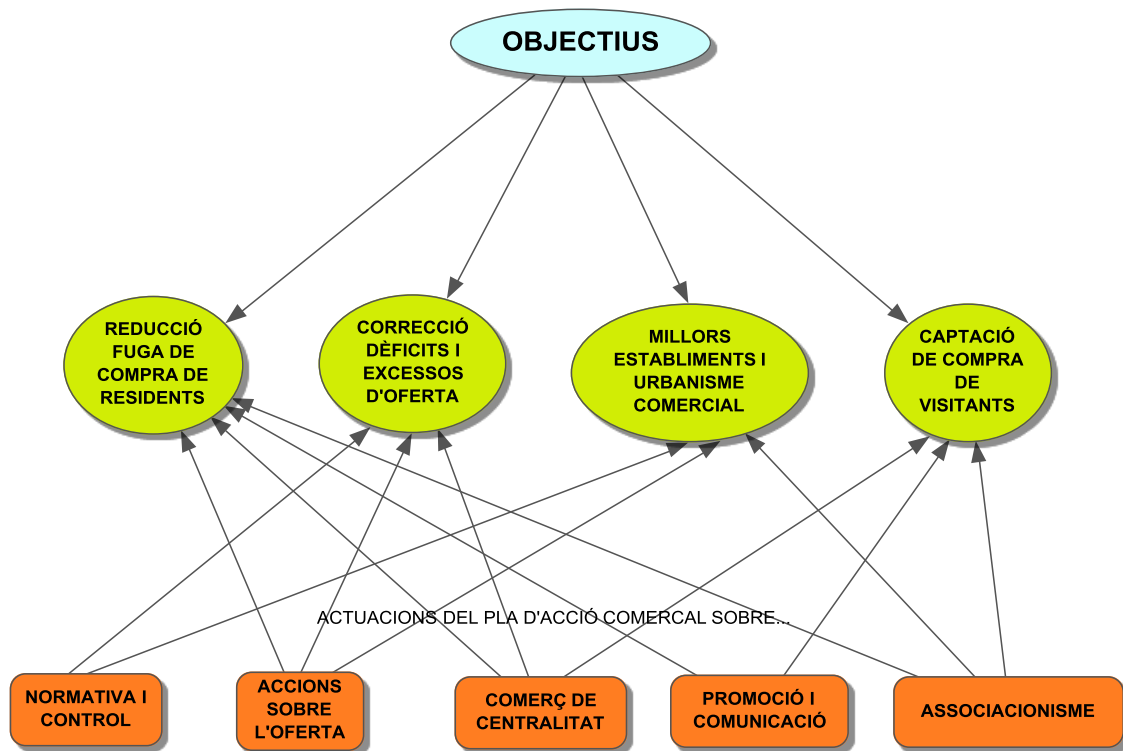 OBJECTIUS
REDUCCIÓ
FUGA DE
COMPRA DE
RESIDENTS
CORRECCIÓ
DÈFICITS I
EXCESSOS
D'OFERTA
MILLORS
ESTABLIMENTS I
URBANISME
COMERCIAL
CAPTACIÓ
DE COMPRA
DE
VISITANTS
ACTUACIONS DEL PLA D'ACCIÓ COMERCAL SOBRE...
NORMATIVA I
CONTROL
ACCIONS
SOBRE
L'OFERTA
COMERÇ DE
CENTRALITAT
PROMOCIÓ I
COMUNICACIÓ
ASSOCIACIONISME